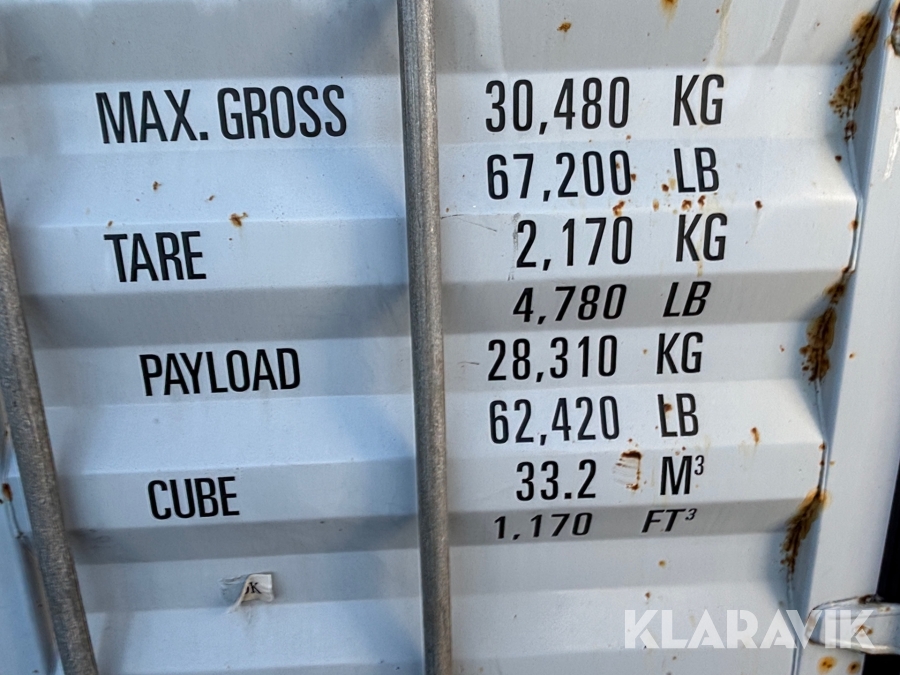 MAX. GROSS 30,480 KG
67,200 LB
TARE 2,170 KG
4,780 LB
PAYLOAD 28,310 KG
62,420 LB
CUBE 33.2 M³
1,170 FT³
KLARAVIK